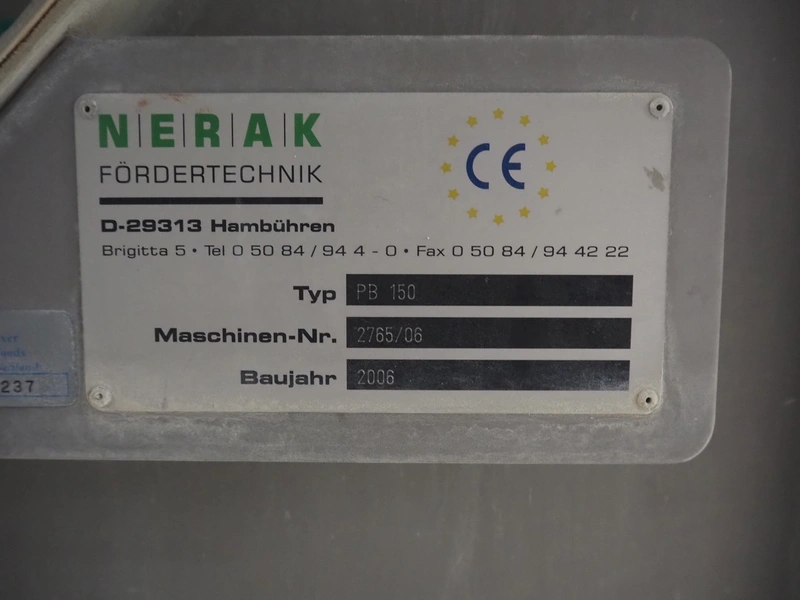 N|E|R|A|K
FÖRDERTECHNIK
CE
D-29313 Hambühren
Brigitta 5 • Tel 0 50 84 / 94 4 - 0 • Fax 0 50 84 / 94 42 22
Typ PB 150
Maschinen-Nr. 2765/06
Baujahr 2006
237